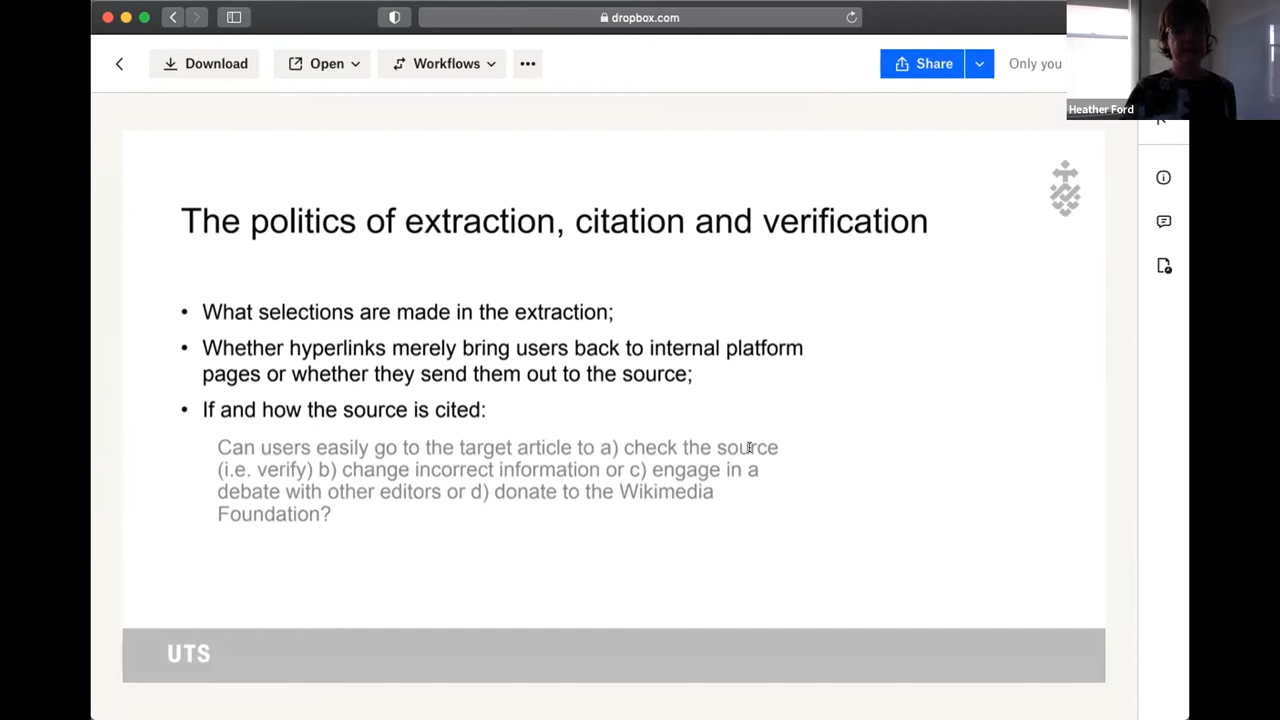 dropbox.com
Download
Open
Workflows
Share
Only you
Heather Ford
The politics of extraction, citation and verification
• What selections are made in the extraction;
• Whether hyperlinks merely bring users back to internal platform
pages or whether they send them out to the source;
• If and how the source is cited:
Can users easily go to the target article to a) check the source
(i.e. verify) b) change incorrect information or c) engage in a
debate with other editors or d) donate to the Wikimedia
Foundation?
UTS